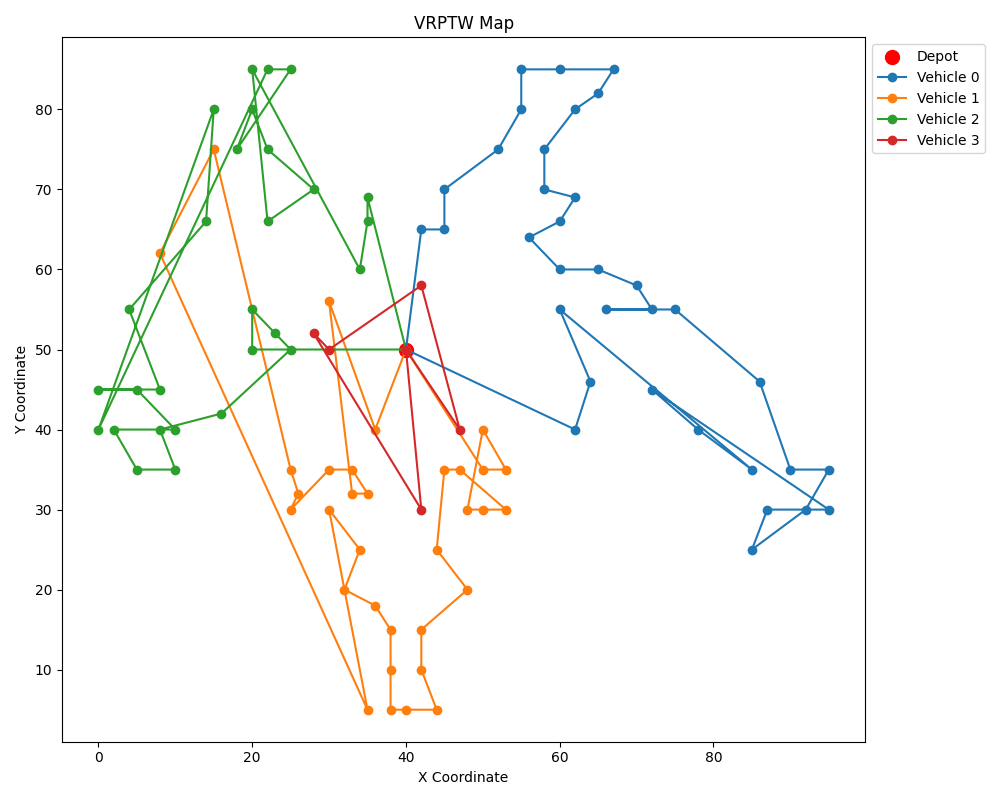 VRPTW Map
Depot
Vehicle 0
Vehicle 1
Vehicle 2
Vehicle 3
Y Coordinate
80
70
60
50
40
30
20
10
0
20
40
60
80
X Coordinate